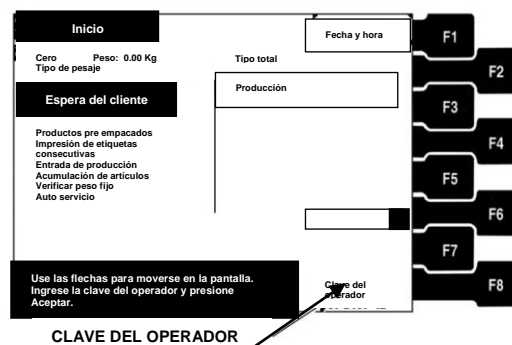 Inicio
Fecha y hora
F1
Cero Peso: 0.00 Kg
Tipo de pesaje
Tipo total
F2
Espera del cliente
Producción
F3
Productos pre empacados
Impresión de etiquetas
consecutivas
Entrada de producción
Acumulación de artículos
Verificar peso fijo
Auto servicio
F4
F5
F6
F7
Use las flechas para moverse en la pantalla.
Ingrese la clave del operador y presione
Aceptar.
Clave del
operador
F8
CLAVE DEL OPERADOR